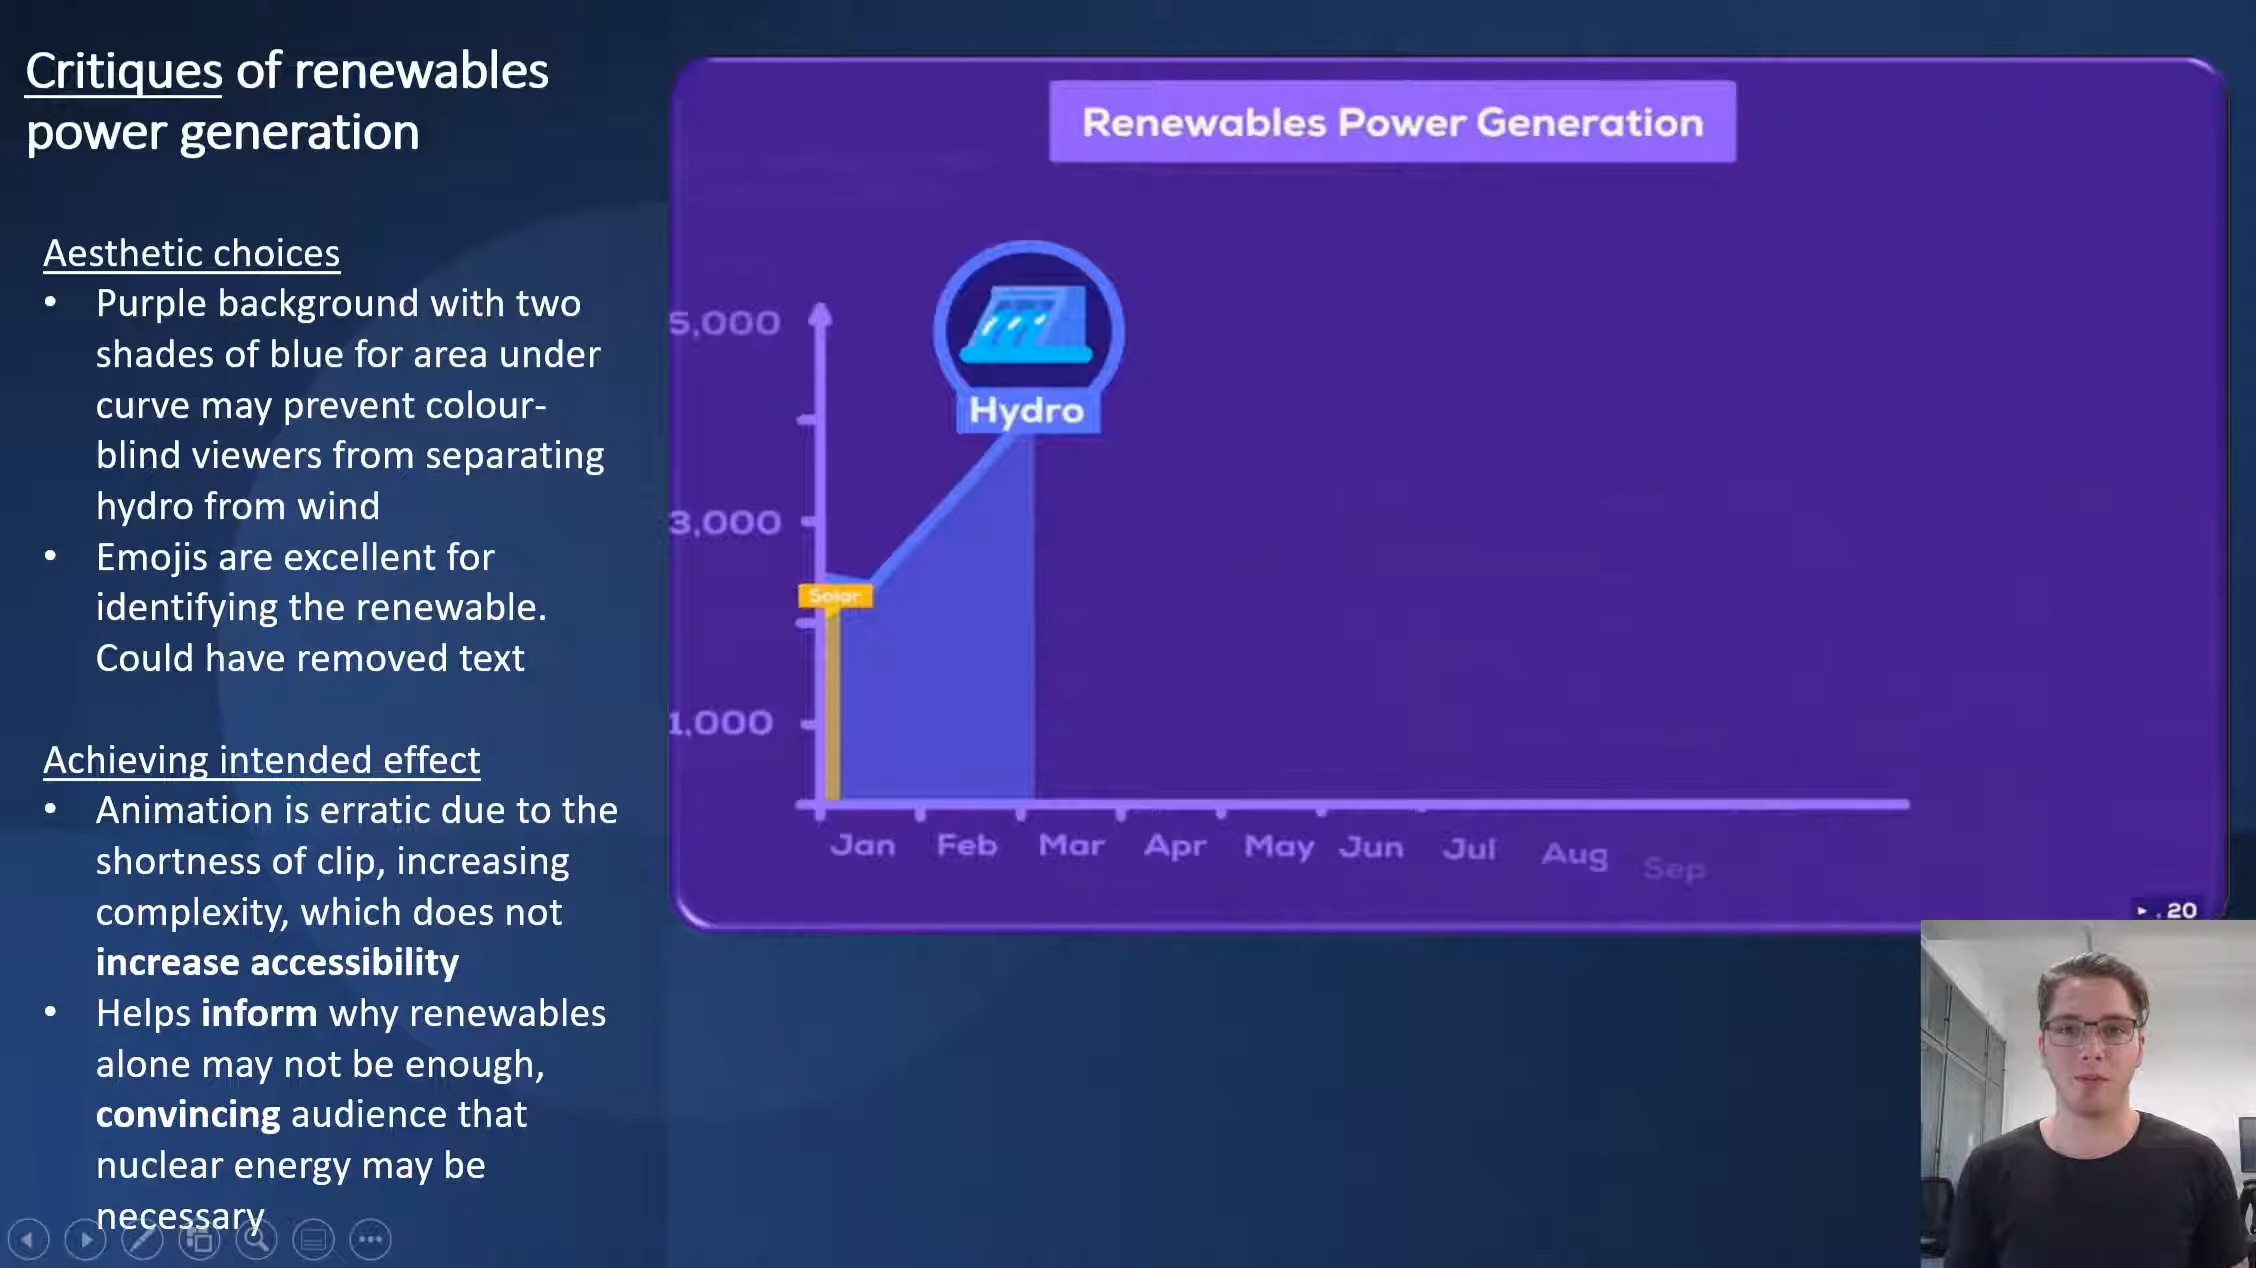 Critiques of renewables
power generation
Aesthetic choices
• Purple background with two
shades of blue for area under
curve may prevent colour-
blind viewers from separating
hydro from wind
• Emojis are excellent for
identifying the renewable.
Could have removed text
Achieving intended effect
• Animation is erratic due to the
shortness of clip, increasing
complexity, which does not
increase accessibility
• Helps inform why renewables
alone may not be enough,
convincing audience that
nuclear energy may be
necessary
Renewables Power Generation
5,000
Hydro
3,000
Solar
1,000
Jan Feb Mar Apr May Jun Jul Aug Sep
▶ . 20